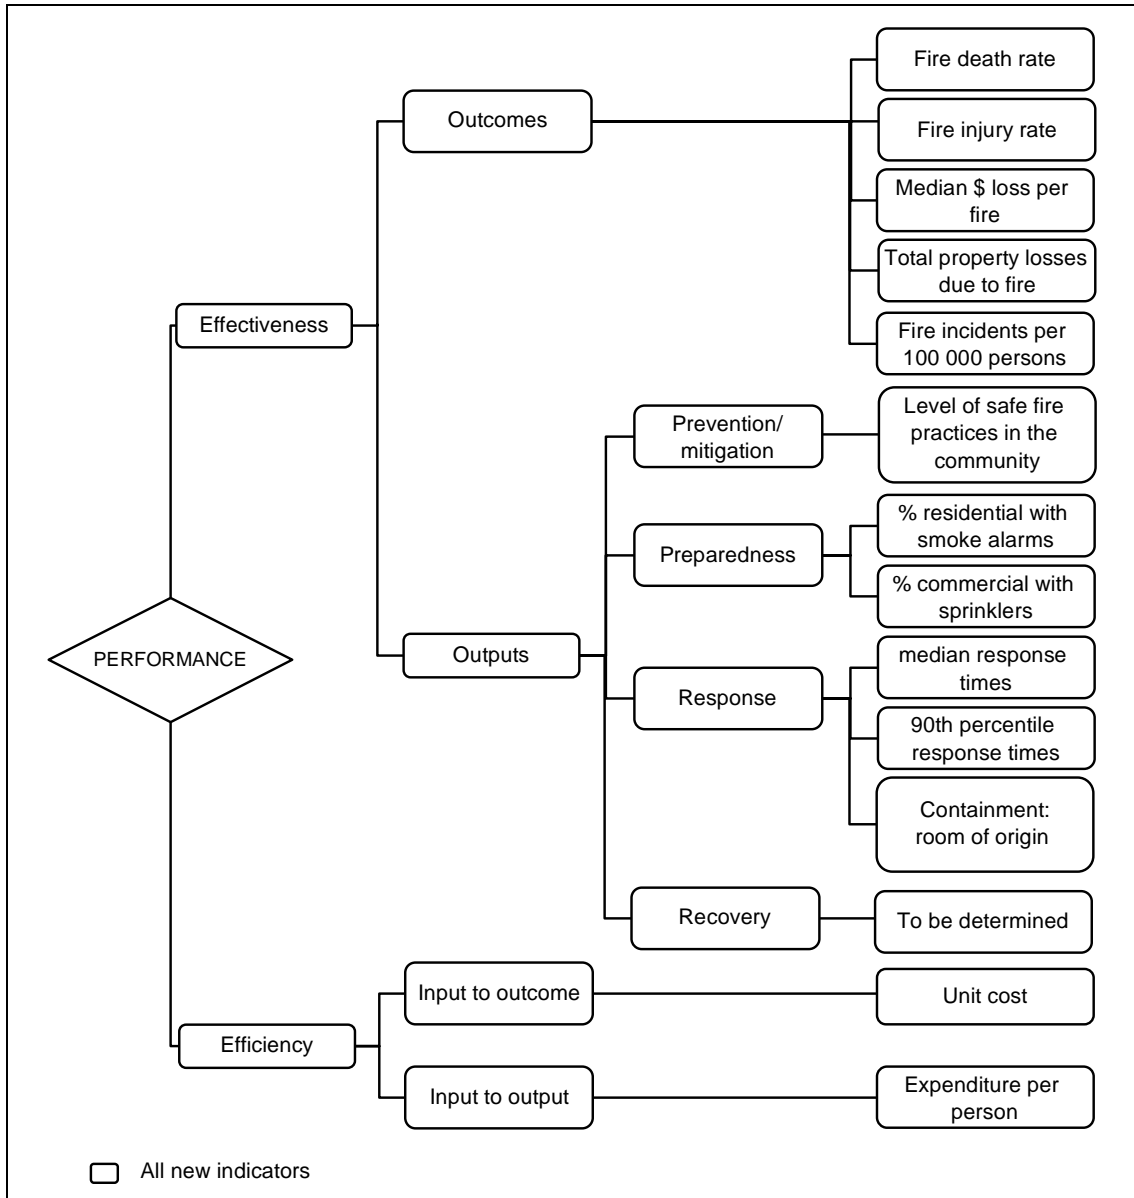 Fire death rate
Outcomes
Fire injury rate
Median $ loss per
fire
Total property losses
due to fire
Effectiveness
Fire incidents per
100 000 persons
Prevention/
mitigation
Level of safe fire
practices in the
community
Preparedness
% residential with
smoke alarms
% commercial with
sprinklers
PERFORMANCE
Outputs
Response
median response
times
90th percentile
response times
Containment:
room of origin
Recovery
To be determined
Input to outcome
Unit cost
Efficiency
Input to output
Expenditure per
person
All new indicators